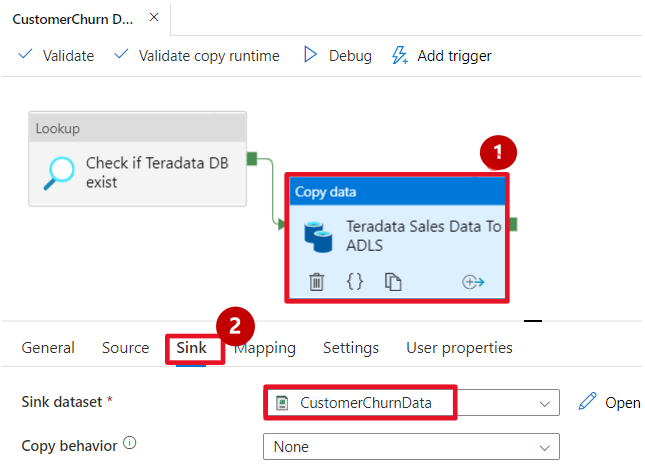 CustomerChurn D...
Validate Validate copy runtime Debug Add trigger
Lookup
Check if Teradata DB
exist
1
Copy data
Teradata Sales Data To
ADLS
2
General Source Sink Mapping Settings User properties
Sink dataset * CustomerChurnData Open
Copy behavior None